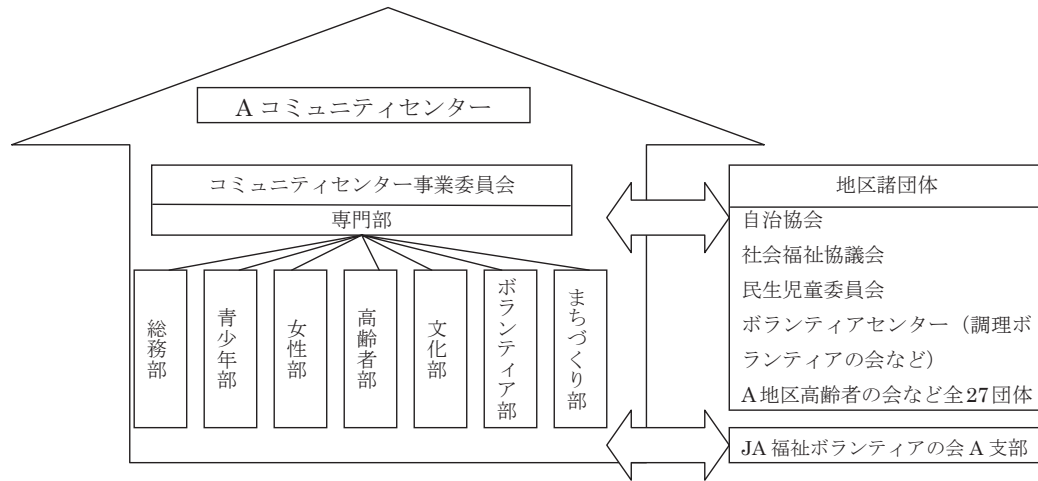 A コミュニティセンター
コミュニティセンター事業委員会
専門部
総務部
青少年部
女性部
高齢者部
文化部
ボランティア部
まちづくり部
地区諸団体
自治協会
社会福祉協議会
民生児童委員会
ボランティアセンター（調理ボ
ランティアの会など）
A地区高齢者の会など全27団体
JA 福祉ボランティアの会 A 支部